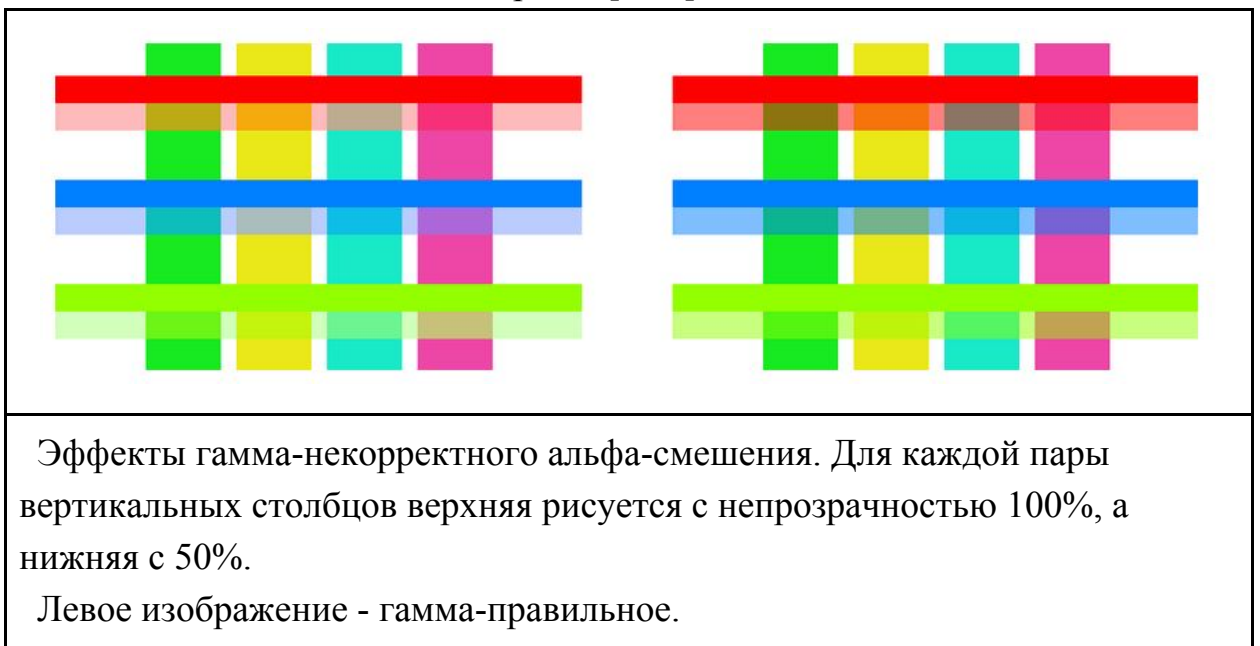 Эффекты гамма-некорректного альфа-смешения. Для каждой пары
вертикальных столбцов верхняя рисуется с непрозрачностью 100%, а
нижняя с 50%.
Левое изображение - гамма-правильное.